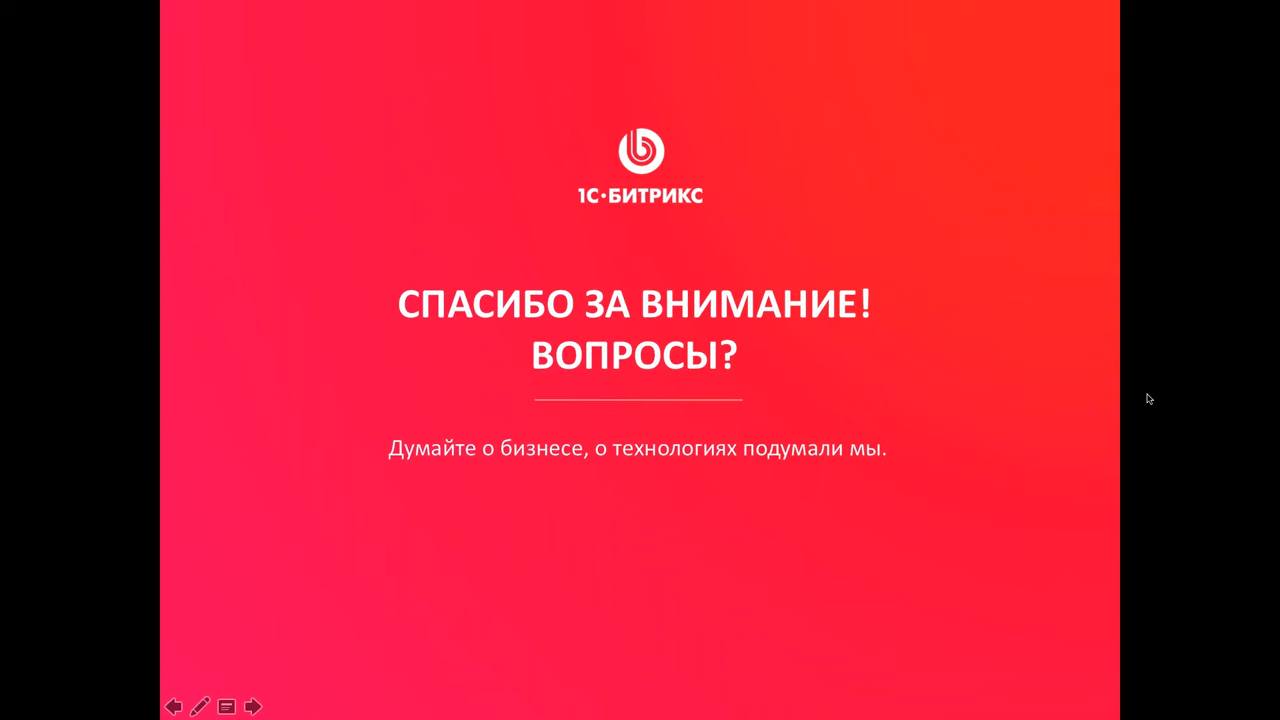 1С·БИТРИКС
СПАСИБО ЗА ВНИМАНИЕ!
ВОПРОСЫ?
Думайте о бизнесе, о технологиях подумали мы.